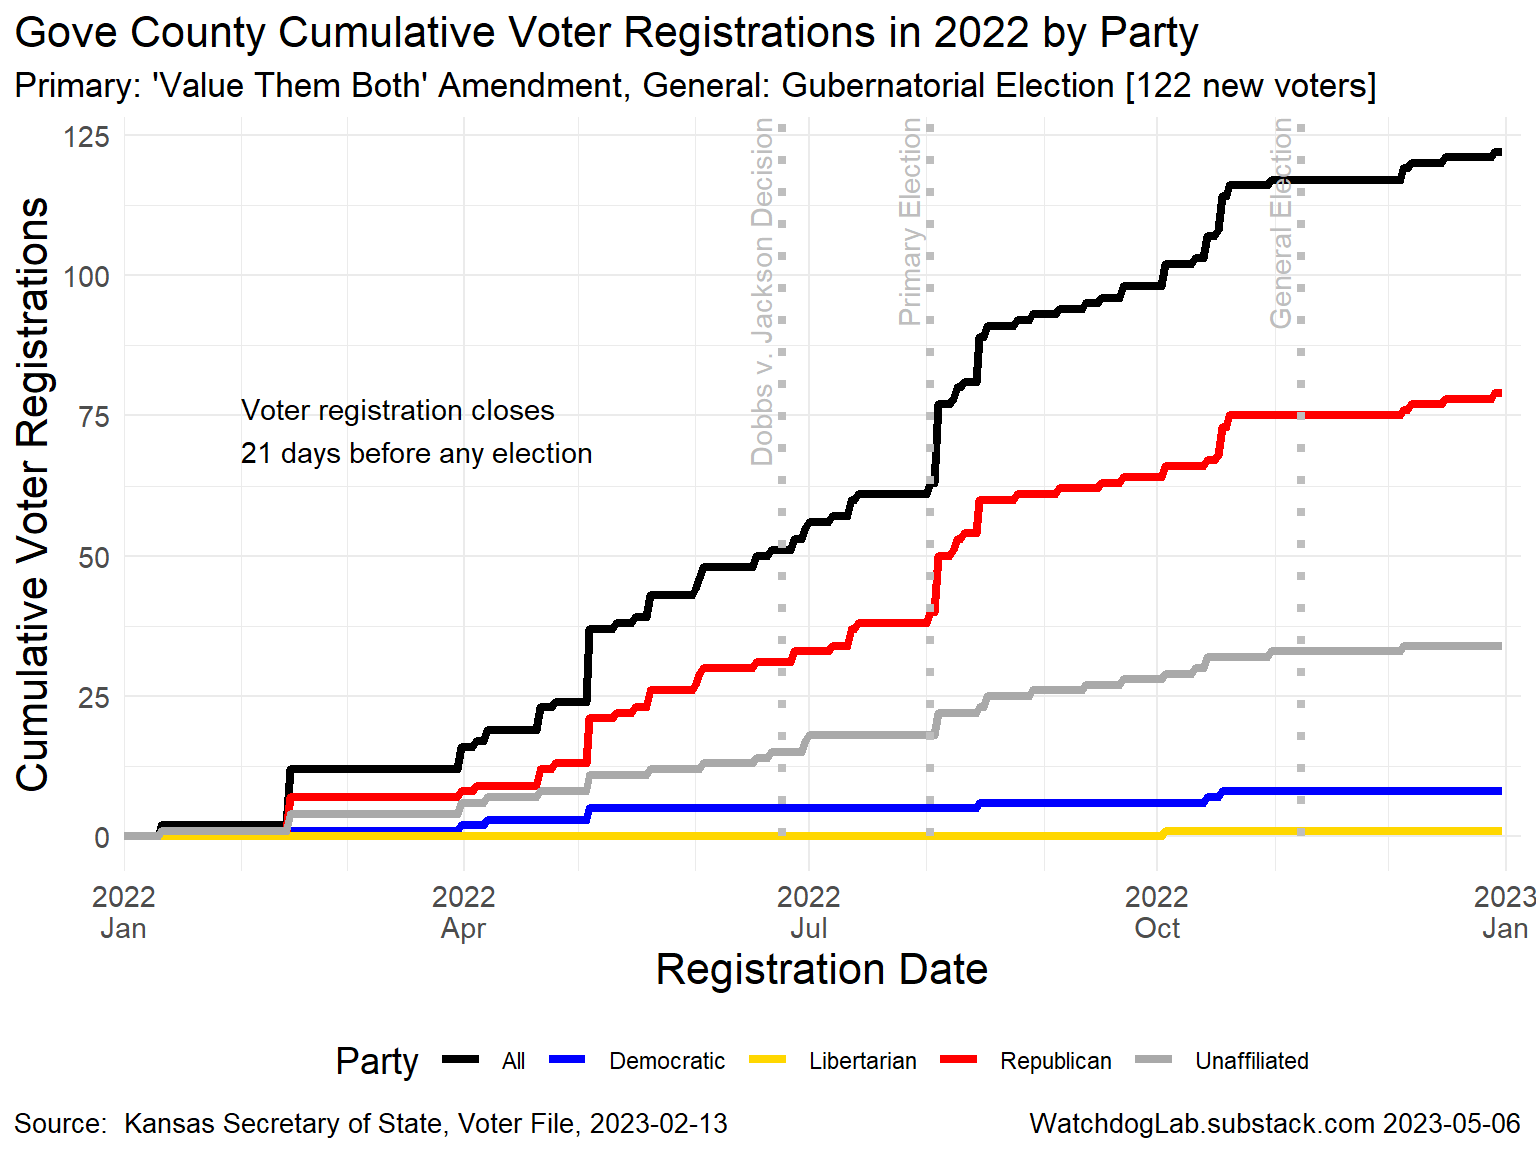 Gove County Cumulative Voter Registrations in 2022 by Party
Primary: 'Value Them Both' Amendment, General: Gubernatorial Election [122 new voters]
Cumulative Voter Registrations
125
100
75
50
25
0
Dobbs v. Jackson Decision
Primary Election
General Election
Voter registration closes
21 days before any election
2022 2022 2022 2022 2023
Jan Apr Jul Oct Jan
Registration Date
Party All Democratic Libertarian Republican Unaffiliated
Source:  Kansas Secretary of State, Voter File, 2023-02-13
WatchdogLab.substack.com 2023-05-06